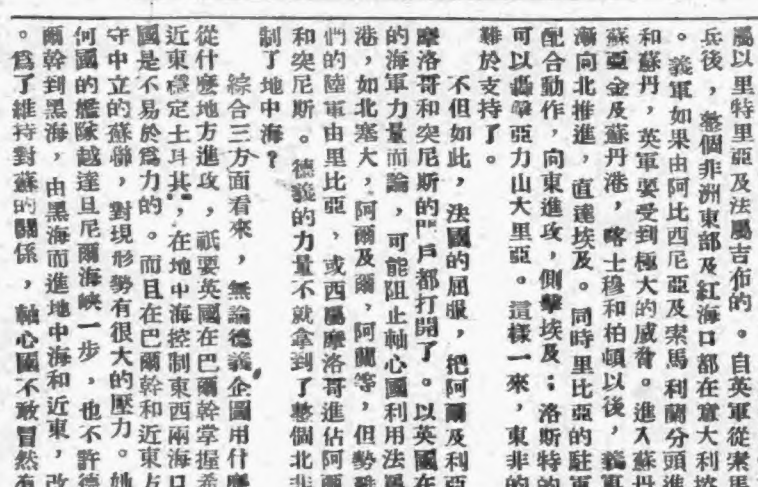 屬以里特里亞及法屬吉布的。自英軍從索馬
兵後，整個非洲東部及紅海口都在意大利控
。義軍如果由阿比西尼亞及索馬利蘭分頭進
和蘇丹，英軍要受到極大的威脅。進入蘇丹
蘇亞金及蘇丹港，喀士穆和柏頓以後，義軍
漸向北推進，直達埃及。同時里比亞的駐軍
配合動作，向東進攻，側擊埃及；洛斯特的
可以轟擊亞力山大里亞。這樣一來，東非的
難於支持了。
不但如此，法國的屈服，把阿爾及利亞
摩洛哥和突尼斯的門戶都打開了。以英國在
的海軍力量而論，可能阻止軸心國利用法屬
港，如北塞大，阿爾及爾，阿蘭等，但勢難
們的陸軍由里比亞，或西屬摩洛哥進佔阿爾
和突尼斯。德義的力量不就拿到了整個北非
制了地中海？
綜合三方面看來，無論德義企圖用什麼
從什麼地方進攻，祇要英國在巴爾幹掌握希
近東穩定土耳其，在地中海控制東西兩海口
國是不易於爲力的。而且在巴爾幹和近東方
守中立的蘇聯，對現形勢有很大的壓力。她
何國的艦隊越達旦尼爾海峽一步，也不許德
爾幹到黑海，由黑海而進地中海和近東，改
。爲了維持對蘇的關係，軸心國不敢冒然有